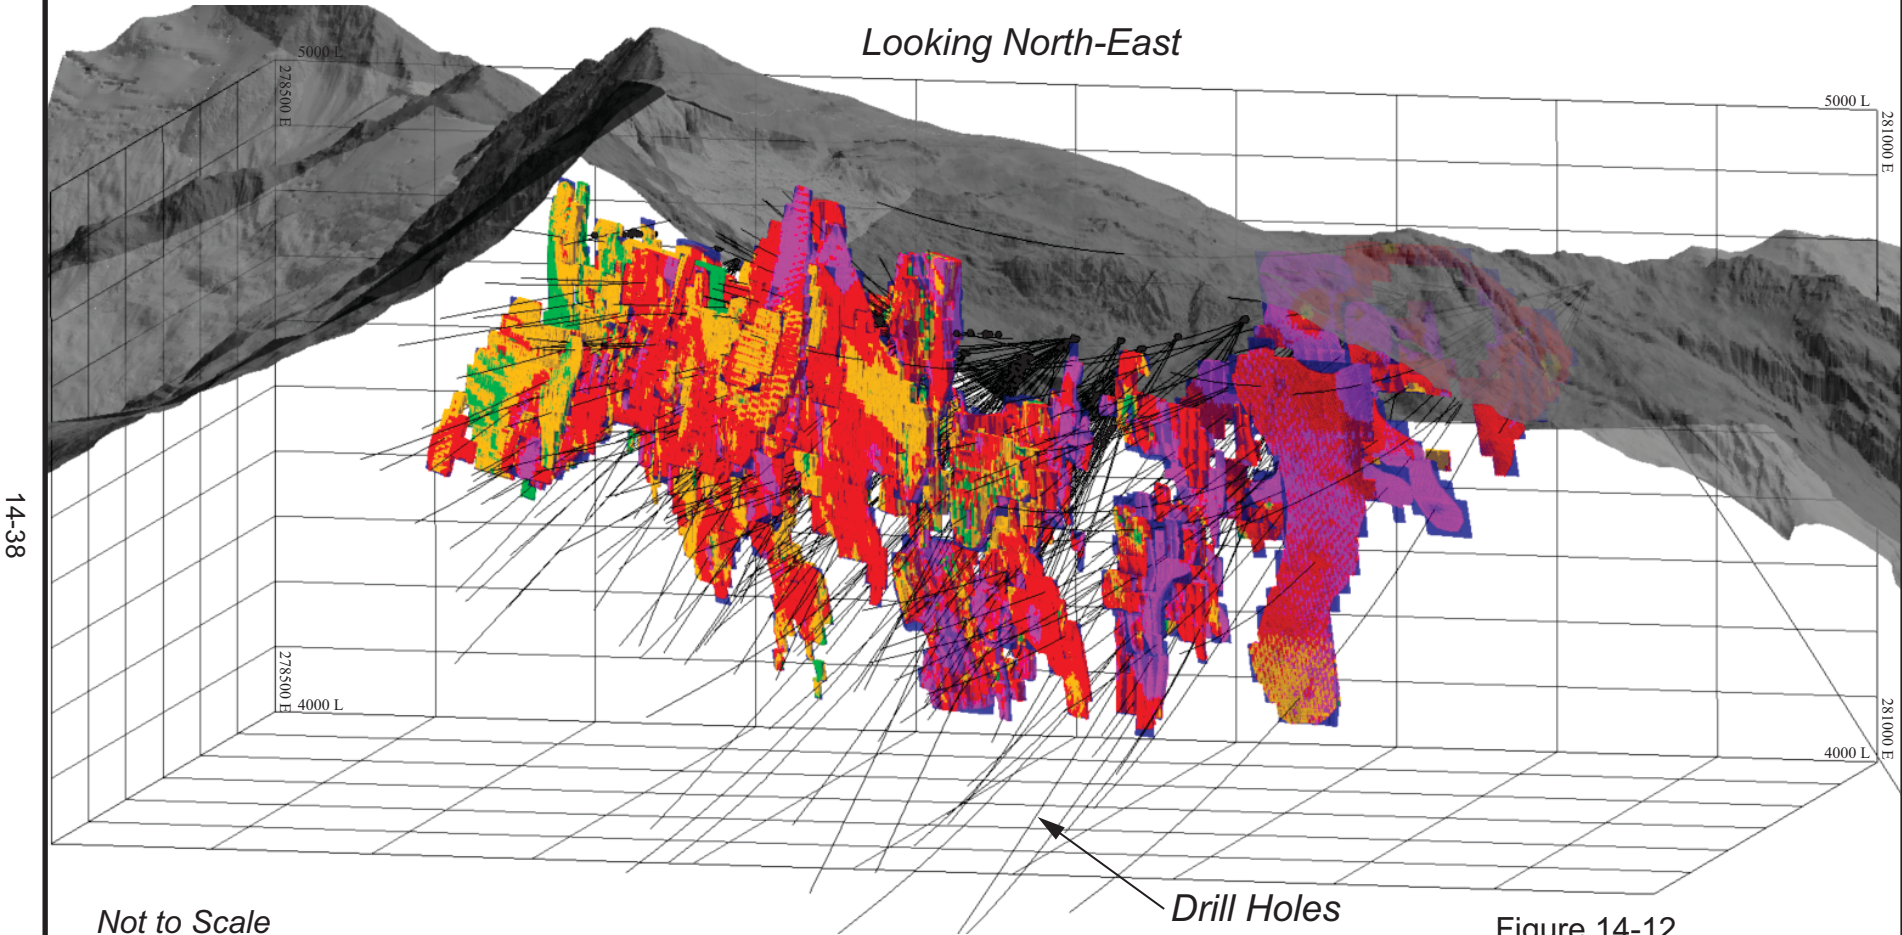 Looking North-East
5000 L
278500 E
5000 L
281000 E
14-38
278500 E
4000 L
281000 E
4000 L
Drill Holes
Not to Scale
Figure 14-12